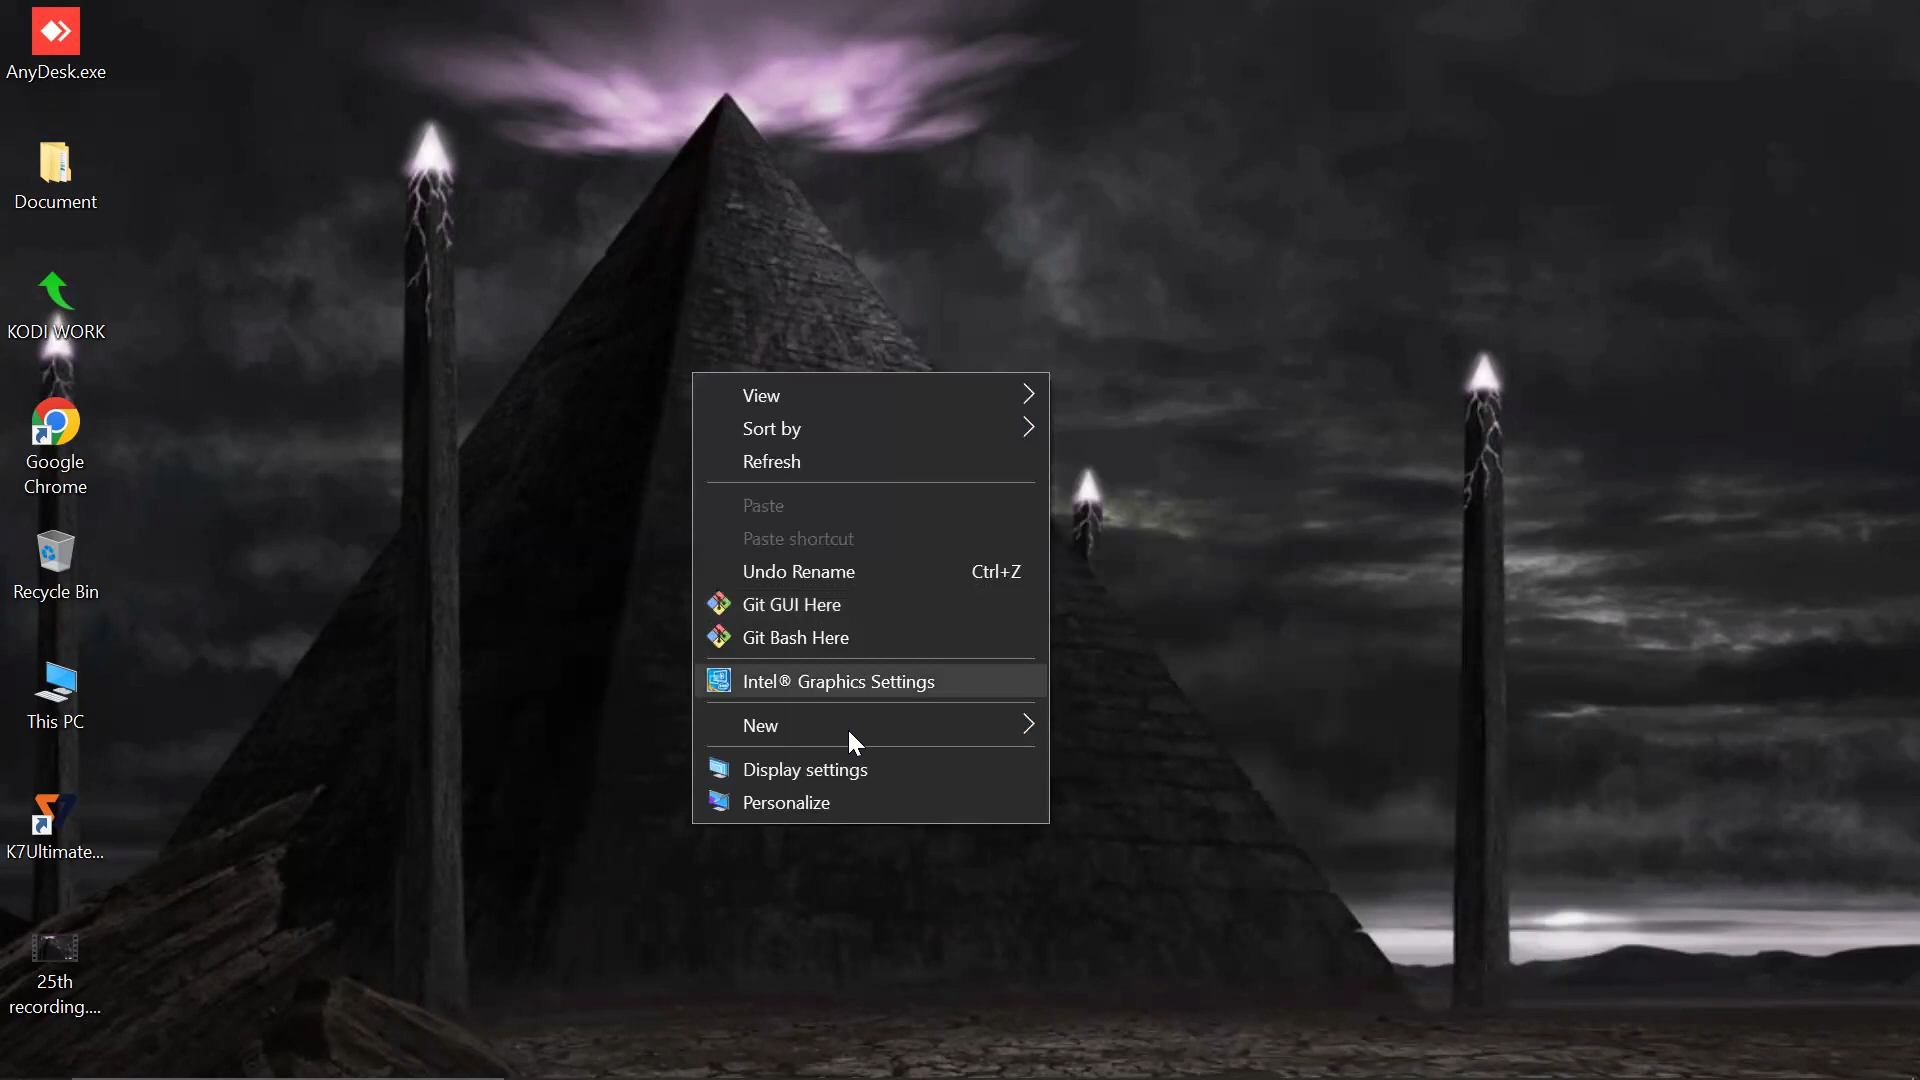 AnyDesk.exe
Document
KODI WORK
Google
Chrome
Recycle Bin
This PC
K7Ultimate...
25th
recording....
View
Sort by
Refresh
Paste
Paste shortcut
Undo Rename Ctrl+Z
Git GUI Here
Git Bash Here
Intel® Graphics Settings
New
Display settings
Personalize